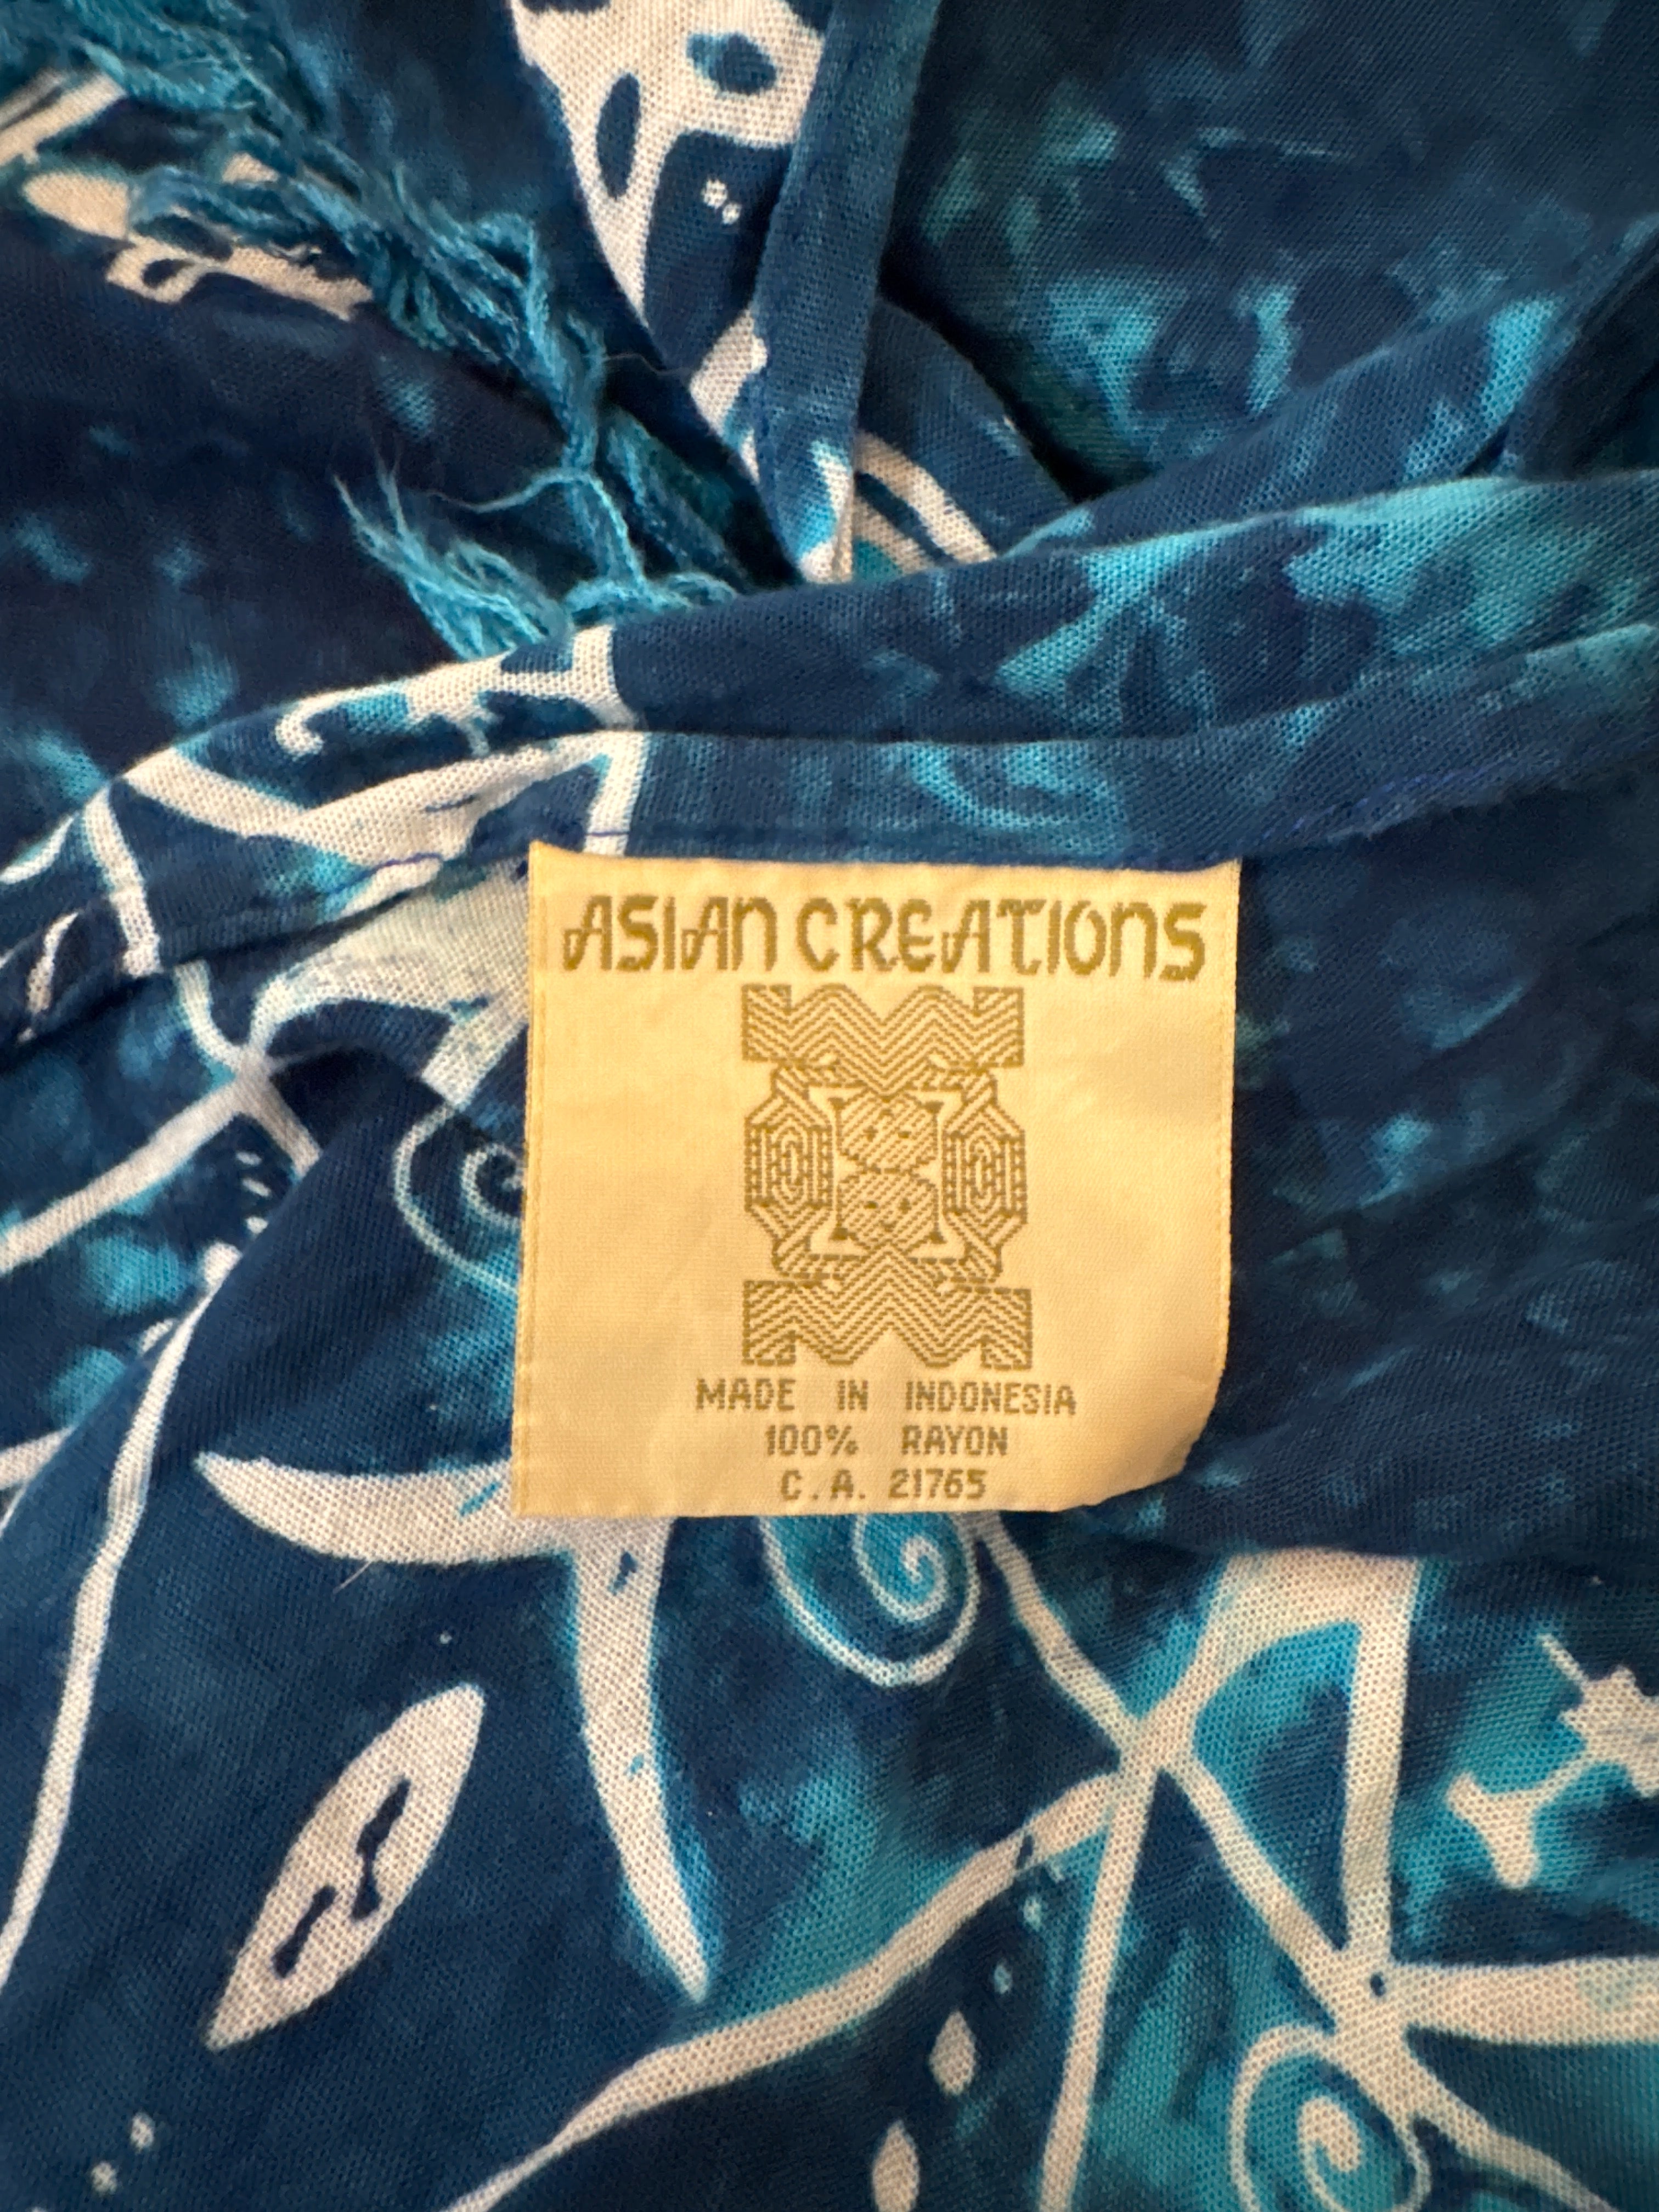 ASIAN CREATIONS
MADE IN INDONESIA
100% RAYON
C.A. 21765